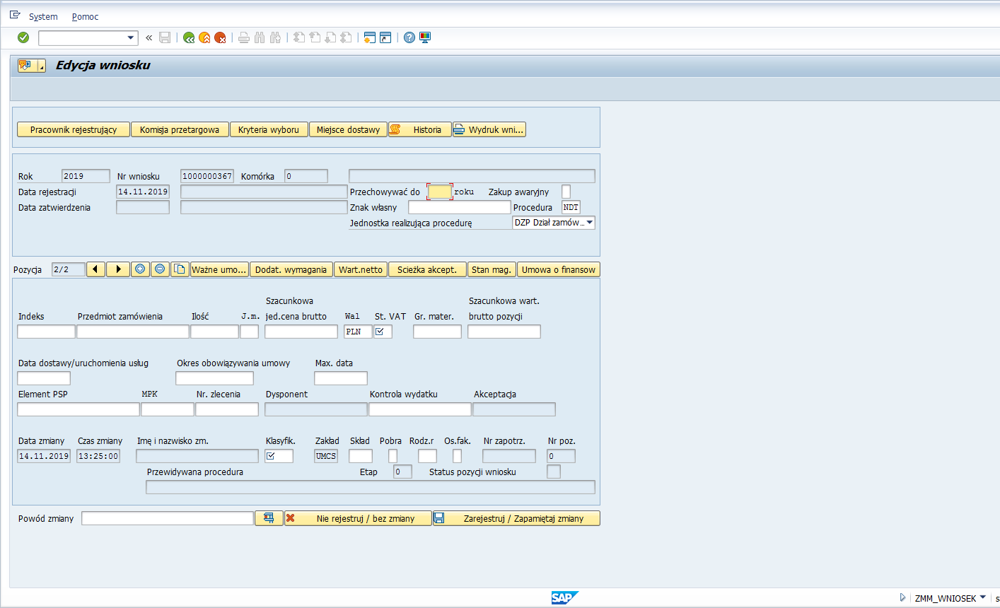 System Pomoc
Edycja wniosku
Pracownik rejestrujący Komisja przetargowa Kryteria wyboru Miejsce dostawy Historia Wydruk wni...
Rok 2019 Nr wniosku 1000000367 Komórka 0
Data rejestracji 14.11.2019 Przechowywać do roku Zakup awaryjny
Data zatwierdzenia Znak własny Procedura NDT
Jednostka realizująca procedurę DZP Dział zamów...
Pozycja 2/2 Ważne umo... Dodat. wymagania Wart.netto Scieżka akcept. Stan mag. Umowa o finansow
Szacunkowa Szacunkowa wart.
Indeks Przedmiot zamówienia Ilość J.m. jed.cena brutto Wal St. VAT Gr. mater. brutto pozycji
PLN
Data dostawy/uruchomienia usług Okres obowiązywania umowy Max. data
Element PSP MPK Nr. zlecenia Dysponent Kontrola wydatku Akceptacja
Data zmiany Czas zmiany Imę i nazwisko zm. Klasyfik. Zakład Skład Pobra Rodz.r Os.fak. Nr zapotrz. Nr poz.
14.11.2019 13:25:00 UMCS 0
Przewidywana procedura Etap 0 Status pozycji wniosku
Powód zmiany Nie rejestruj / bez zmiany Zarejestruj / Zapamiętaj zmiany
SAP ZMM_WNIOSEK